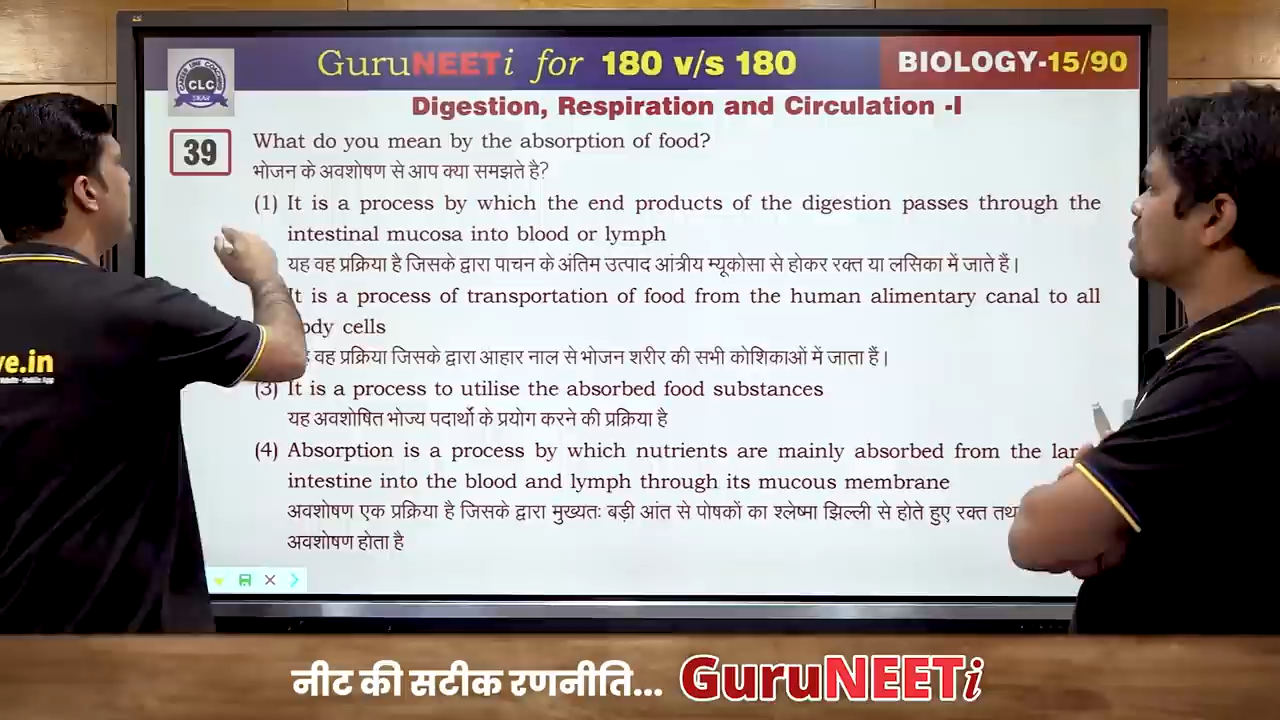 GuruNEETi for 180 v/s 180
BIOLOGY-15/90
CLC
Digestion, Respiration and Circulation -I
39
What do you mean by the absorption of food?
भोजन के अवशोषण से आप क्या समझते है?
(1) It is a process by which the end products of the digestion passes through the
intestinal mucosa into blood or lymph
यह वह प्रक्रिया है जिसके द्वारा पाचन के अंतिम उत्पाद आंत्रीय म्यूकोसा से होकर रक्त या लसिका में जाते हैं।
It is a process of transportation of food from the human alimentary canal to all
ody cells
वह प्रक्रिया जिसके द्वारा आहार नाल से भोजन शरीर की सभी कोशिकाओं में जाता हैं।
(3) It is a process to utilise the absorbed food substances
यह अवशोषित भोज्य पदार्थो के प्रयोग करने की प्रक्रिया है
(4) Absorption is a process by which nutrients are mainly absorbed from the lar
intestine into the blood and lymph through its mucous membrane
अवशोषण एक प्रक्रिया है जिसके द्वारा मुख्यतः बड़ी आंत से पोषकों का श्लेष्मा झिल्ली से होते हुए रक्त तथ
अवशोषण होता है
ve.in
नीट की सटीक रणनीति... GuruNEETi